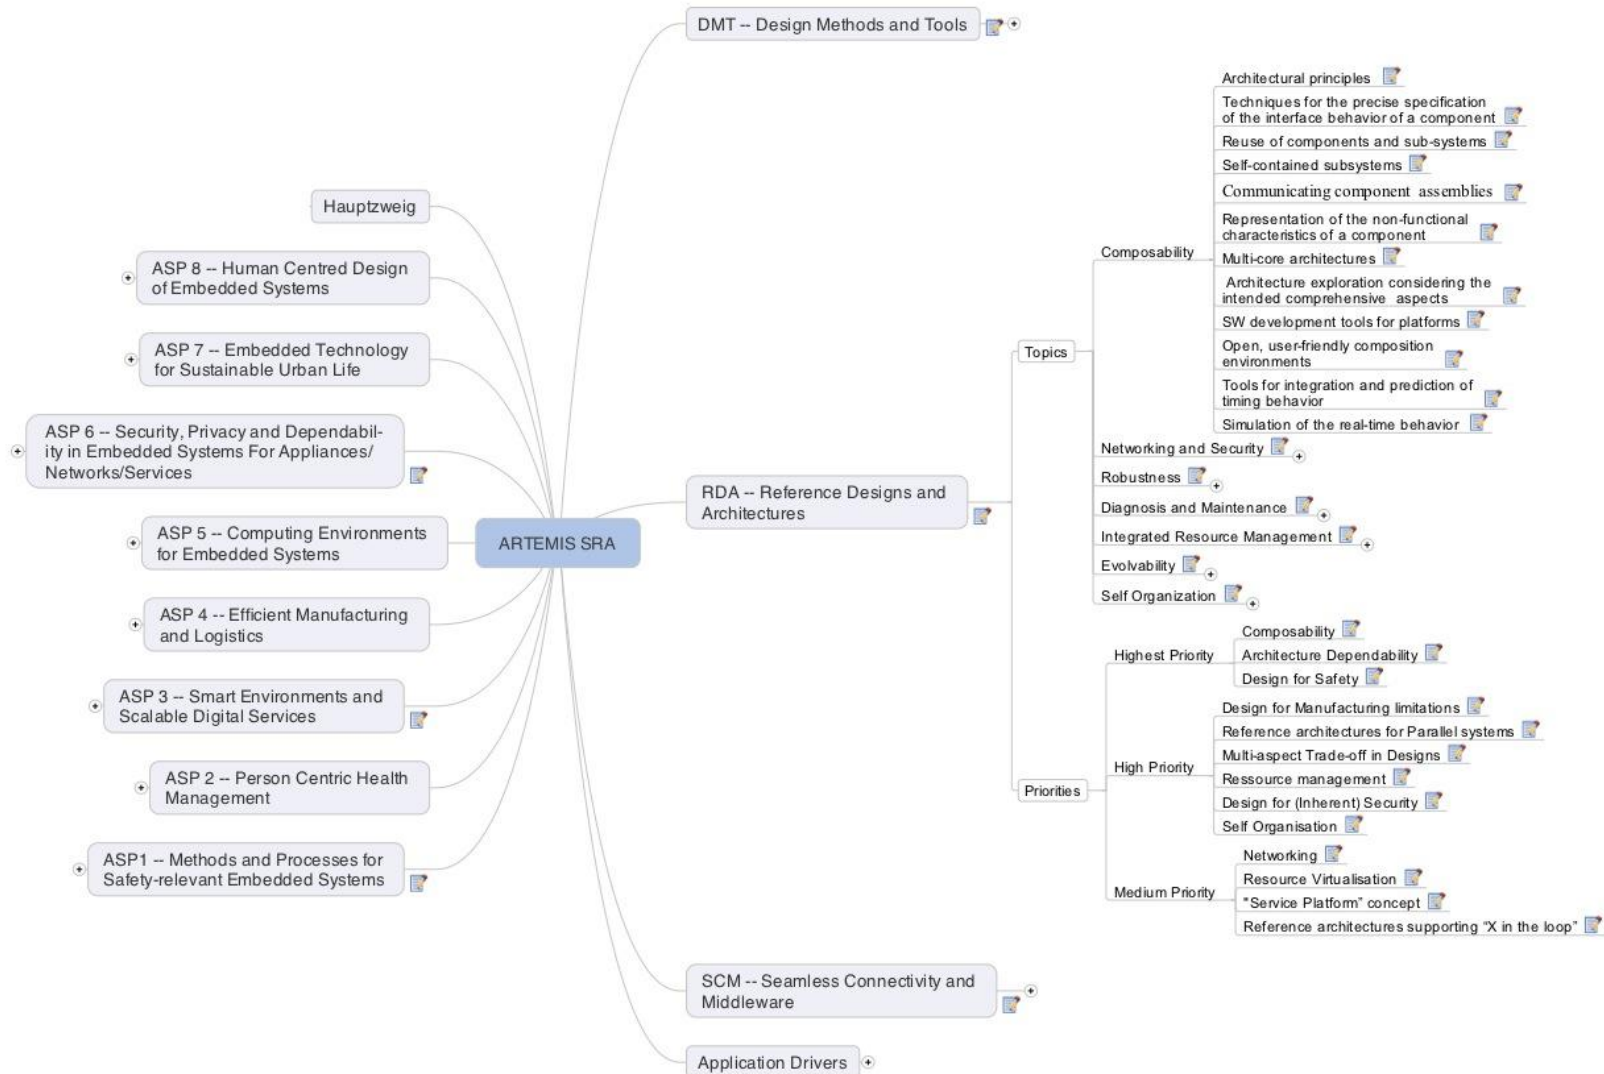 DMT -- Design Methods and Tools
Hauptzweig
ASP 8 -- Human Centred Design
of Embedded Systems
ASP 7 -- Embedded Technology
for Sustainable Urban Life
ASP 6 -- Security, Privacy and Dependabil-
ity in Embedded Systems For Appliances/
Networks/Services
ASP 5 -- Computing Environments
for Embedded Systems
ASP 4 -- Efficient Manufacturing
and Logistics
ASP 3 -- Smart Environments and
Scalable Digital Services
ASP 2 -- Person Centric Health
Management
ASP1 -- Methods and Processes for
Safety-relevant Embedded Systems
ARTEMIS SRA
RDA -- Reference Designs and
Architectures
Topics
Composability
Architectural principles
Techniques for the precise specification
of the interface behavior of a component
Reuse of components and sub-systems
Self-contained subsystems
Communicating component assemblies
Representation of the non-functional
characteristics of a component
Multi-core architectures
Architecture exploration considering the
intended comprehensive aspects
SW development tools for platforms
Open, user-friendly composition
environments
Tools for integration and prediction of
timing behavior
Simulation of the real-time behavior
Networking and Security
Robustness
Diagnosis and Maintenance
Integrated Resource Management
Evolvability
Self Organization
Priorities
Highest Priority
Composability
Architecture Dependability
Design for Safety
High Priority
Design for Manufacturing limitations
Reference architectures for Parallel systems
Multi-aspect Trade-off in Designs
Ressource management
Design for (Inherent) Security
Self Organisation
Medium Priority
Networking
Resource Virtualisation
"Service Platform” concept
Reference architectures supporting “X in the loop”
SCM -- Seamless Connectivity and
Middleware
Application Drivers